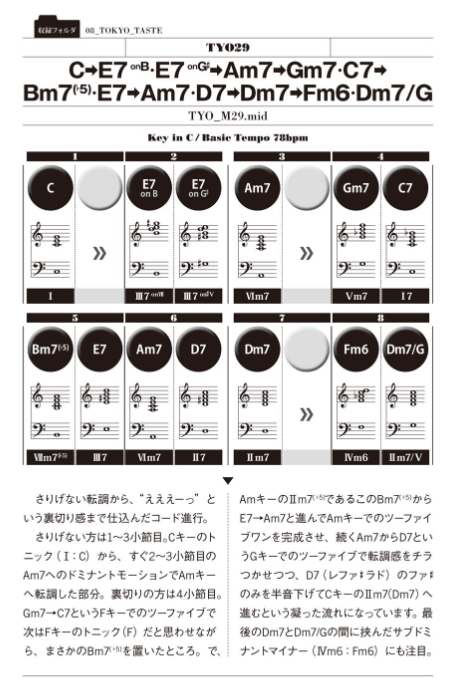 収録フォルダ 08_TOKYO_TASTE
TYO29
C➔E7 onB・E7 onG♯➔Am7➔Gm7・C7➔
Bm7(-5)・E7➔Am7・D7➔Dm7➔Fm6・Dm7/G
TYO_M29.mid
Key in C / Basic Tempo 78bpm
1 2 3 4
C E7 onB E7 onG♯ Am7 Gm7 C7
»  »
I Ⅲ7 onⅦ Ⅲ7 onⅣ Ⅵm7 Ⅴm7 I7
5 6 7 8
Bm7(-5) E7 Am7 D7 Dm7 Fm6 Dm7/G
»
Ⅶm7(-5) Ⅲ7 Ⅵm7 Ⅱ7 Ⅱm7 Ⅳm6 Ⅱm7/Ⅴ
さりげない転調から、“えええーっ”と
いう裏切り感まで仕込んだコード進行。
さりげない方は1〜3小節目。Cキーのト
ニック(Ⅰ:C)から、すぐ2〜3小節目の
Am7へのドミナントモーションでAmキー
へ転調した部分。裏切りの方は4小節目。
Gm7→C7というFキーでのツーファイブで
次はFキーのトニック(F)だと思わせなが
ら、まさかのBm7(-5)を置いたところ。で、
AmキーのⅡm7(-5)であるこのBm7(-5)から
E7→Am7と進んでAmキーでのツーファイ
ブワンを完成させ、続くAm7からD7とい
うGキーでのツーファイブで転調感をチラ
つかせつつ、D7(レファ♯ラド)のファ♯
のみを半音下げてCキーのⅡm7(Dm7)へ
進むという凝った流れになっています。最
後のDm7とDm7/Gの間に挟んだサブドミ
ナントマイナー(Ⅳm6:Fm6)にも注目。